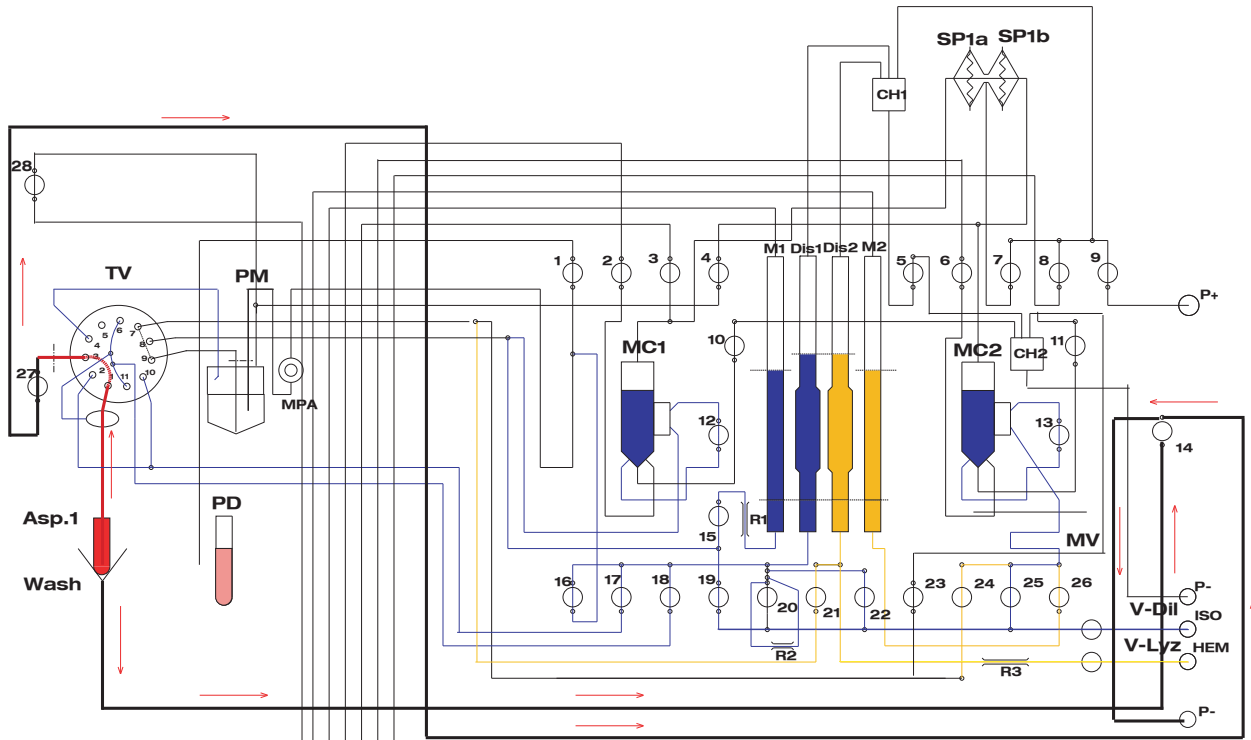 SP1a
SP1b
CH1
28
TV
PM
M1
Dis1
Dis2
M2
1
2
3
4
5
6
7
8
9
P+
6
5
7
4
8
3
9
2
1
11
10
27
MPA
MC1
10
MC2
CH2
11
12
13
14
Asp.1
PD
R1
15
MV
Wash
16
17
18
19
20
21
22
23
24
25
26
P-
V-Dil
ISO
V-Lyz
HEM
R2
R3
P-